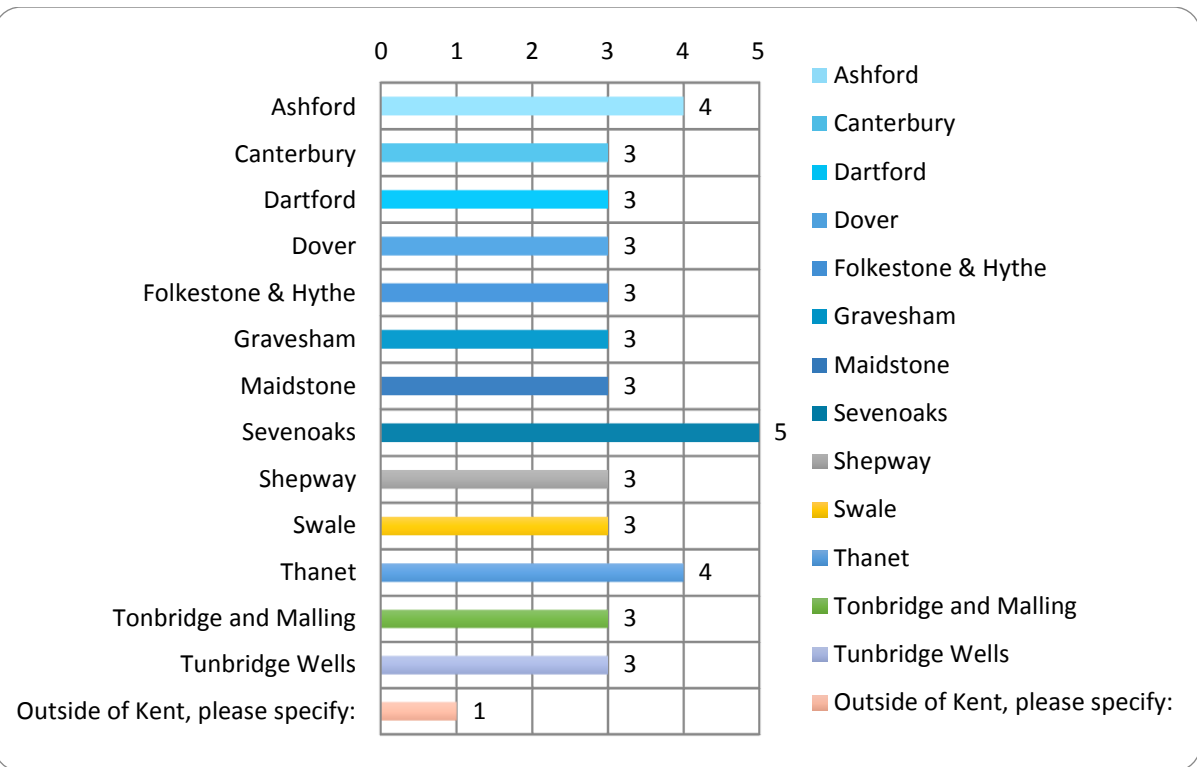 0 1 2 3 4 5
Ashford 4
Canterbury 3
Dartford 3
Dover 3
Folkestone & Hythe 3
Gravesham 3
Maidstone 3
Sevenoaks 5
Shepway 3
Swale 3
Thanet 4
Tonbridge and Malling 3
Tunbridge Wells 3
Outside of Kent, please specify: 1
Ashford
Canterbury
Dartford
Dover
Folkestone & Hythe
Gravesham
Maidstone
Sevenoaks
Shepway
Swale
Thanet
Tonbridge and Malling
Tunbridge Wells
Outside of Kent, please specify: